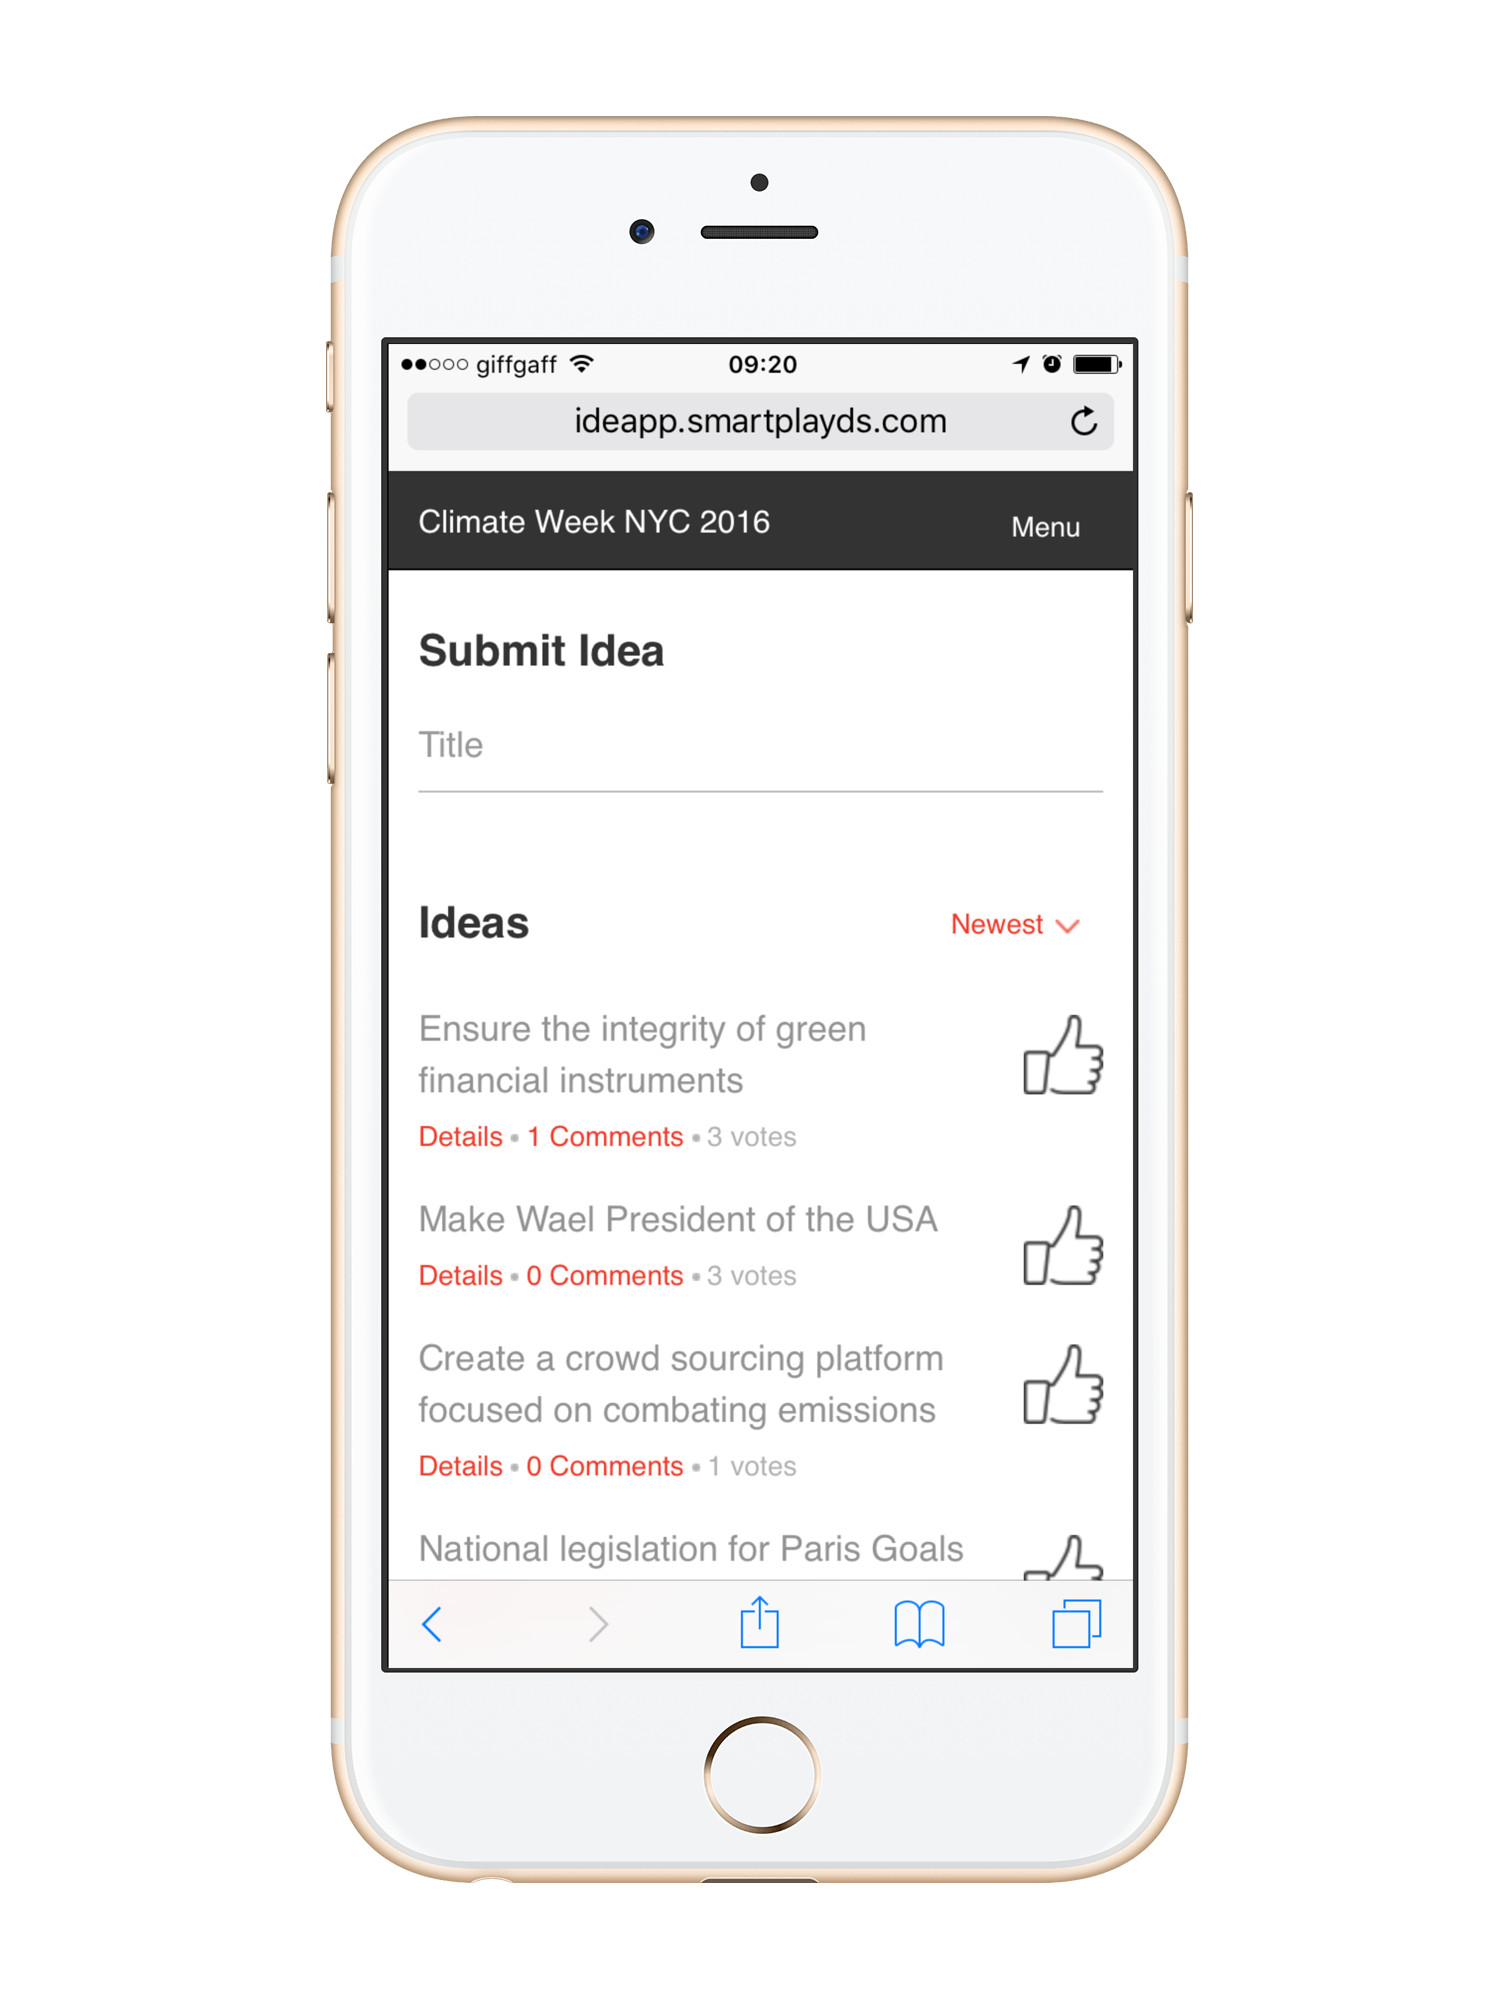 giffgaff 09:20
ideapp.smartplayds.com
Climate Week NYC 2016 Menu
Submit Idea
Title
Ideas Newest
Ensure the integrity of green
financial instruments
Details • 1 Comments • 3 votes
Make Wael President of the USA
Details • 0 Comments • 3 votes
Create a crowd sourcing platform
focused on combating emissions
Details • 0 Comments • 1 votes
National legislation for Paris Goals